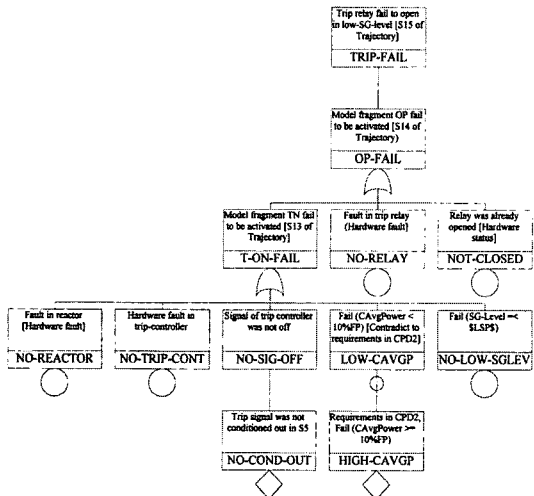 Trip relay fail to open
in low-SG-level [S15 of
Trajectory]
TRIP-FAIL
Model fragment OP fail
to be activated [S14 of
Trajectory)
OP-FAIL
Model fragment TN fail
to be activated [S13 of
Trajectory]
T-ON-FAIL
Fault in trip relay
(Hardware fault]
NO-RELAY
Relay was already
opened [Hardware
status]
NOT-CLOSED
Fault in reactor
[Hardware fault]
NO-REACTOR
Hardware fault in
trip-controller
NO-TRIP-CONT
Signal of trip controller
was not off
NO-SIG-OFF
Fail (CAvgPower <
10%FP) [Contradict to
requirements in CPD2]
LOW-CAVGP
Fail (SG-Level =<
$LSP$)
NO-LOW-SGLEV
Trip signal was not
conditioned out in S5
NO-COND-OUT
Requirements in CPD2,
Fail (CAvgPower >=
10%FP)
HIGH-CAVGP